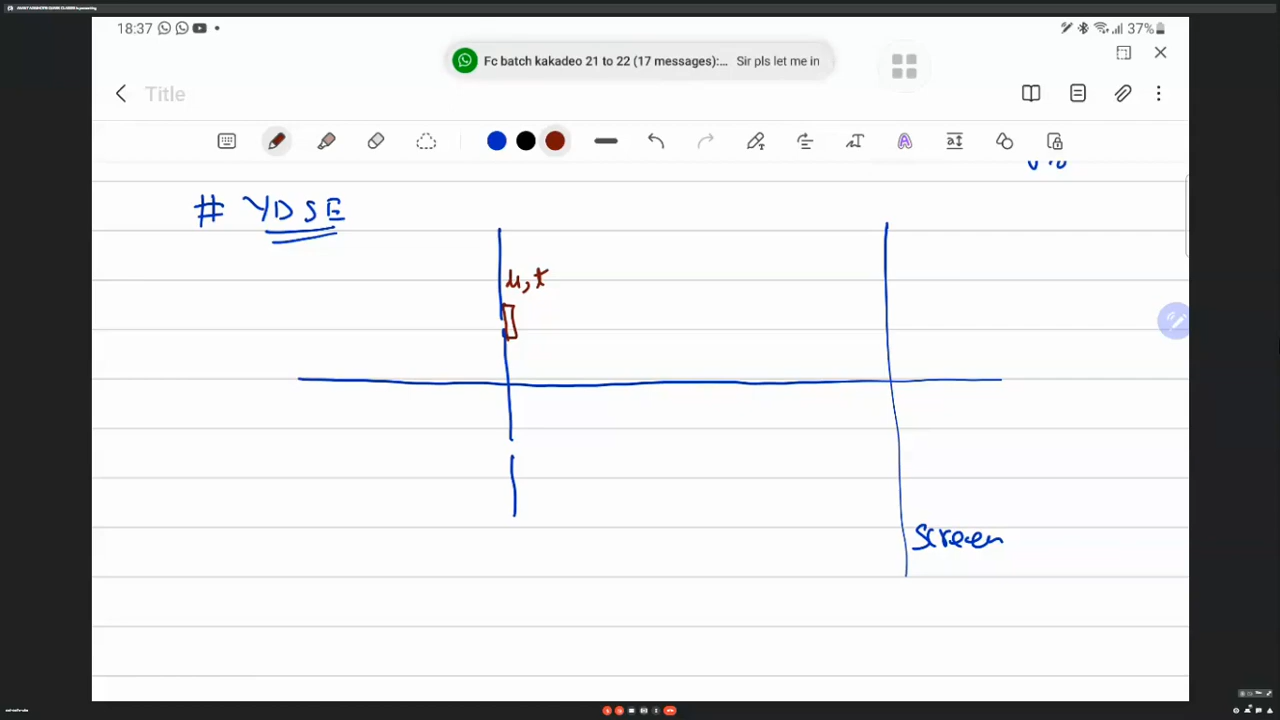 18:37
37%
Fc batch kakadeo 21 to 22 (17 messages):... Sir pls let me in
Title
# YDSE
μ, t
Screen